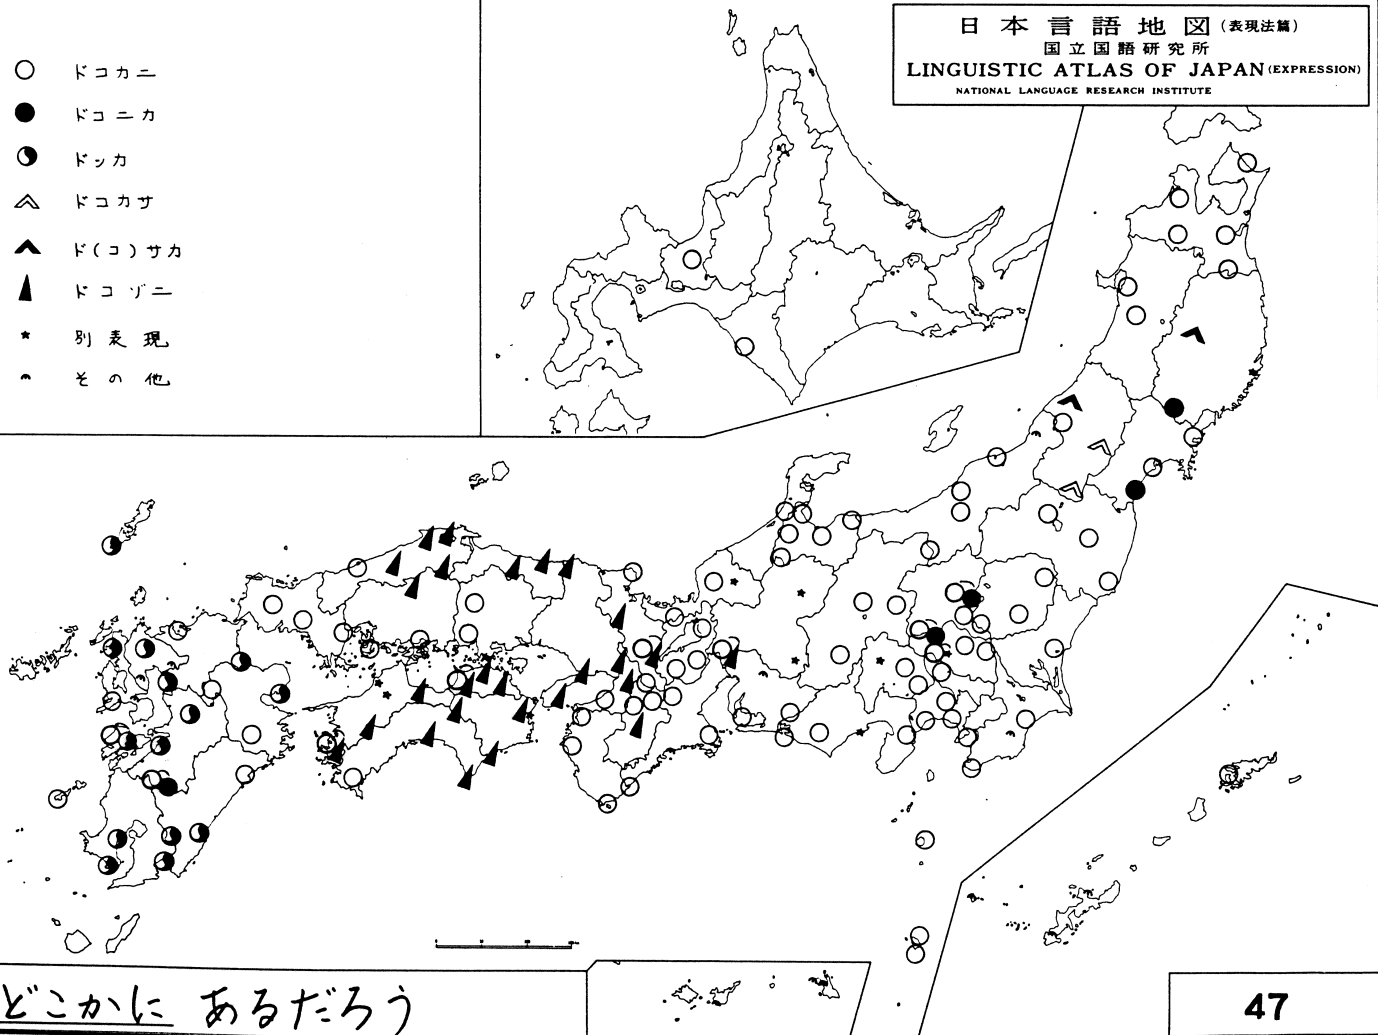 日本言語地図(表現法篇)
国立国語研究所
LINGUISTIC ATLAS OF JAPAN (EXPRESSION)
NATIONAL LANGUAGE RESEARCH INSTITUTE
ドコカニ
ドコニカ
ドッカ
ドコカサ
ド(コ)サカ
ドコゾニ
別表現
その他
どこかに あるだろう
47